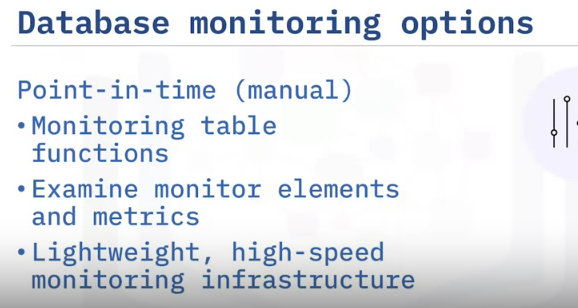 Database monitoring options
Point-in-time (manual)
• Monitoring table
functions
• Examine monitor elements
and metrics
• Lightweight, high-speed
monitoring infrastructure